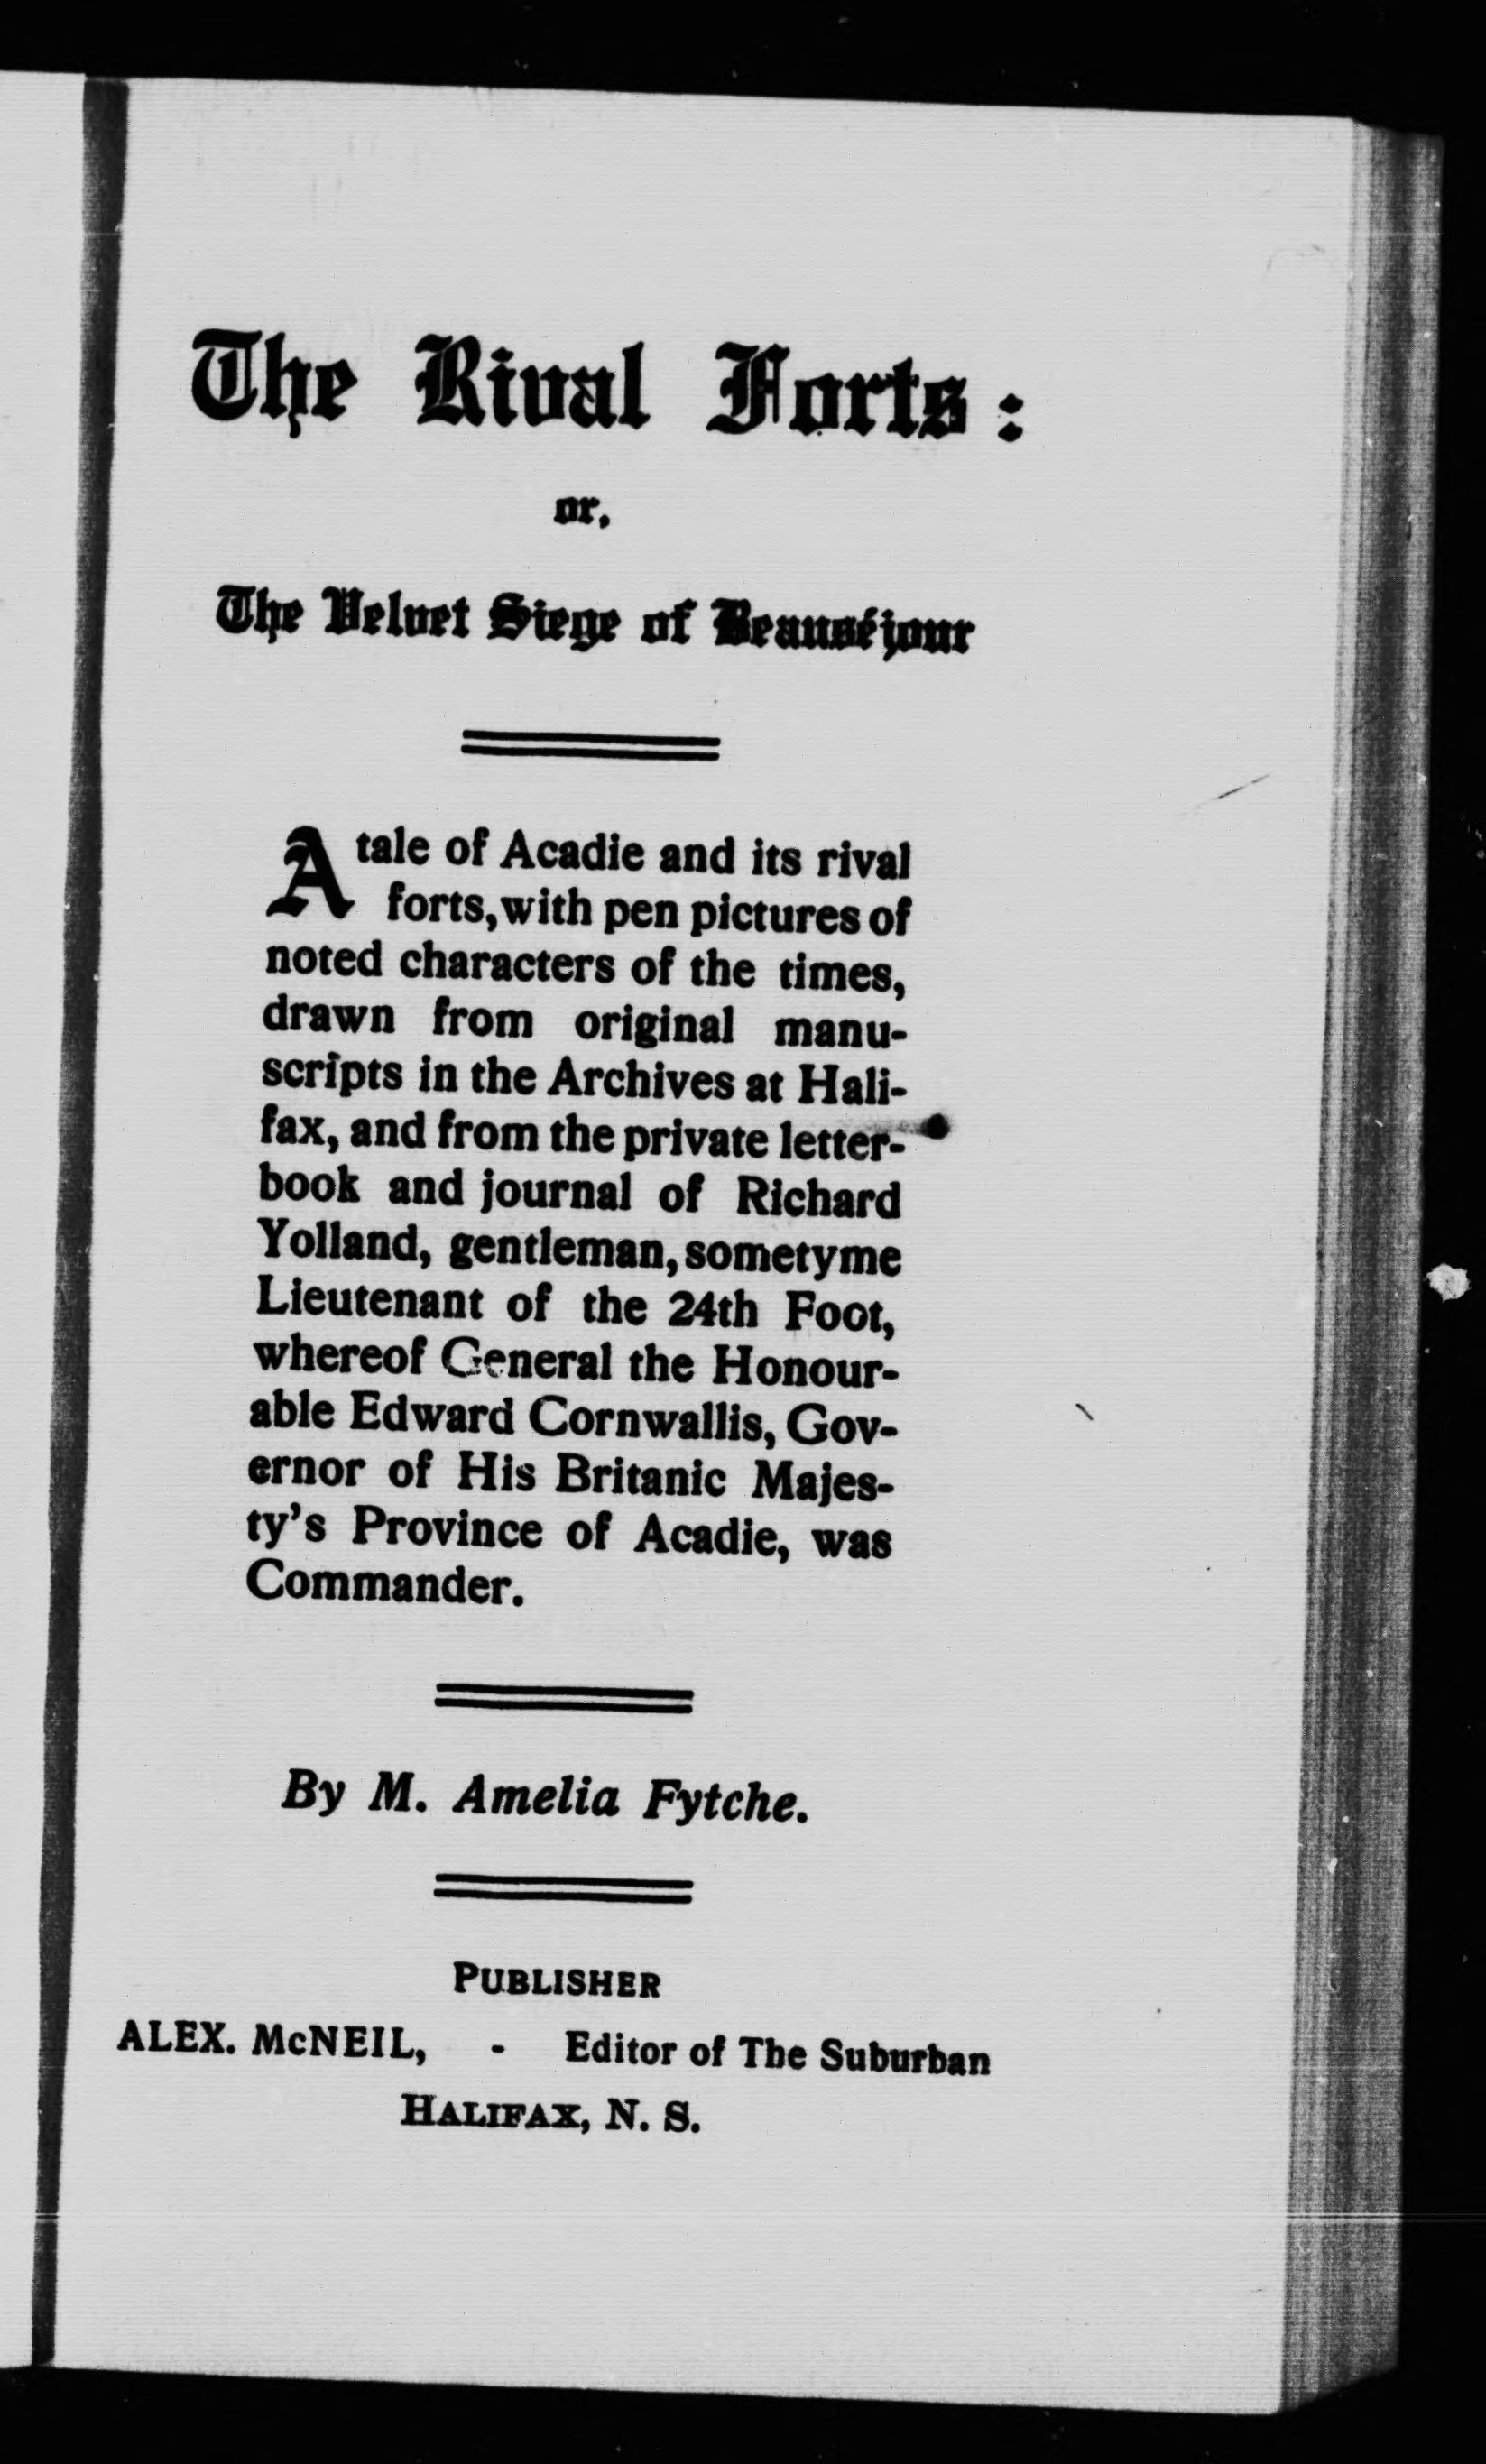 The Rival Forts:
or,
The Velvet Siege of Beauséjour
A tale of Acadie and its rival
forts, with pen pictures of
noted characters of the times,
drawn from original manu-
scripts in the Archives at Hali-
fax, and from the private letter-
book and journal of Richard
Yolland, gentleman, sometyme
Lieutenant of the 24th Foot,
whereof General the Honour-
able Edward Cornwallis, Gov-
ernor of His Britanic Majes-
ty's Province of Acadie, was
Commander.
By M. Amelia Fytche.
PUBLISHER
ALEX. McNEIL, - Editor of The Suburban
HALIFAX, N. S.